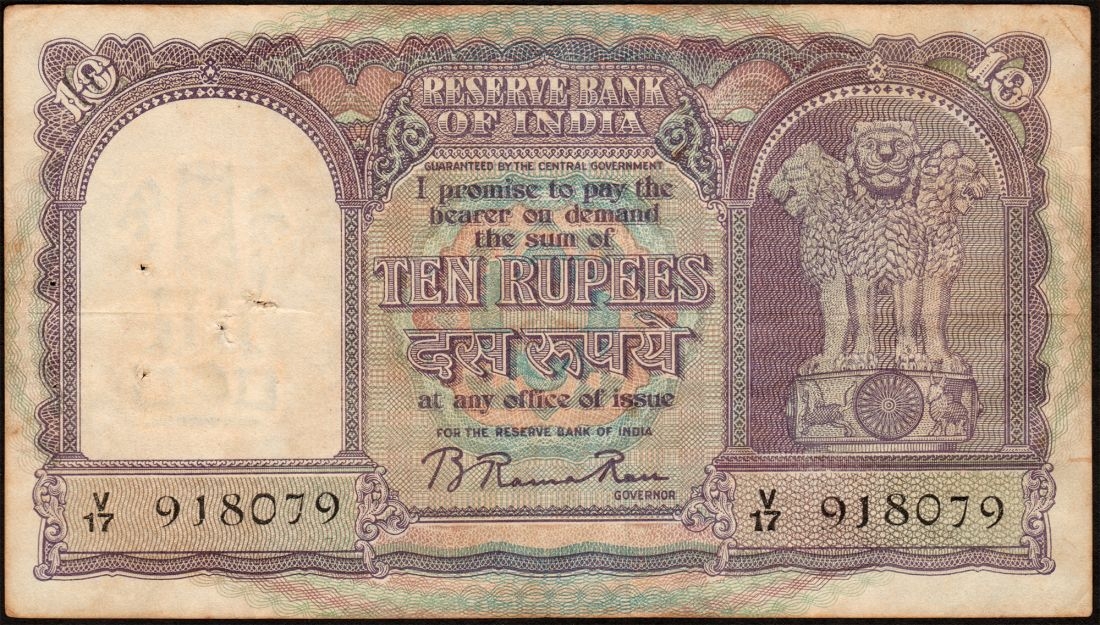 10 10
RESERVE BANK
OF INDIA
GUARANTEED BY THE CENTRAL GOVERNMENT
I promise to pay the
bearer on demand
the sum of
TEN RUPEES
दस रूपये
at any office of issue
FOR THE RESERVE BANK OF INDIA
B Rama Rau
GOVERNOR
V/17 918079
V/17 918079